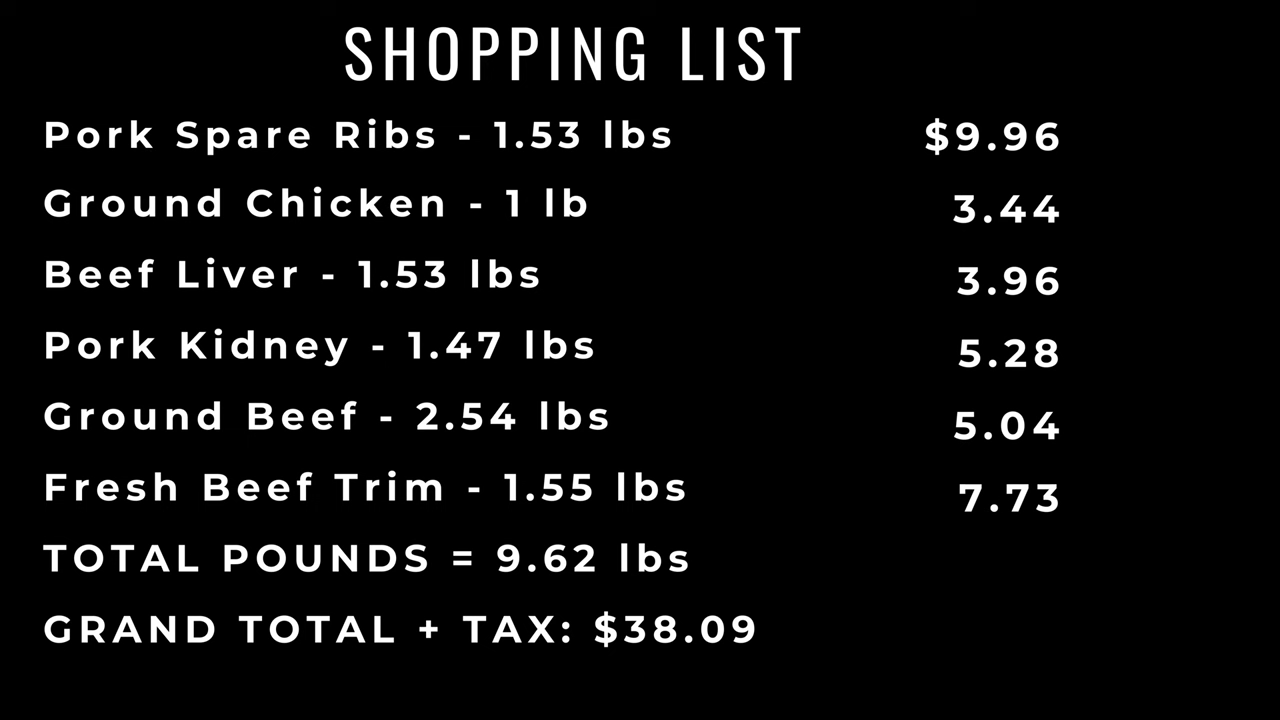 SHOPPING LIST
Pork Spare Ribs - 1.53 lbs $9.96
Ground Chicken - 1 lb 3.44
Beef Liver - 1.53 lbs 3.96
Pork Kidney - 1.47 lbs 5.28
Ground Beef - 2.54 lbs 5.04
Fresh Beef Trim - 1.55 lbs 7.73
TOTAL POUNDS = 9.62 lbs
GRAND TOTAL + TAX: $38.09